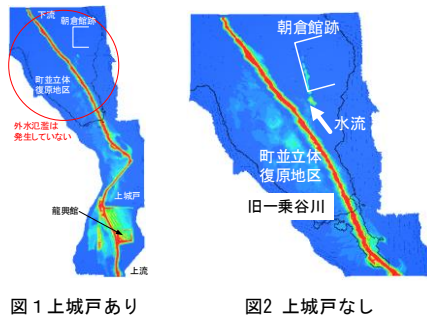 下流
朝倉館跡
町並立体
復原地区
外水氾濫は
発生していない
上城戸
龍興館
上流
図1上城戸あり
朝倉館跡
水流
町並立体
復原地区
旧一乗谷川
図2 上城戸なし